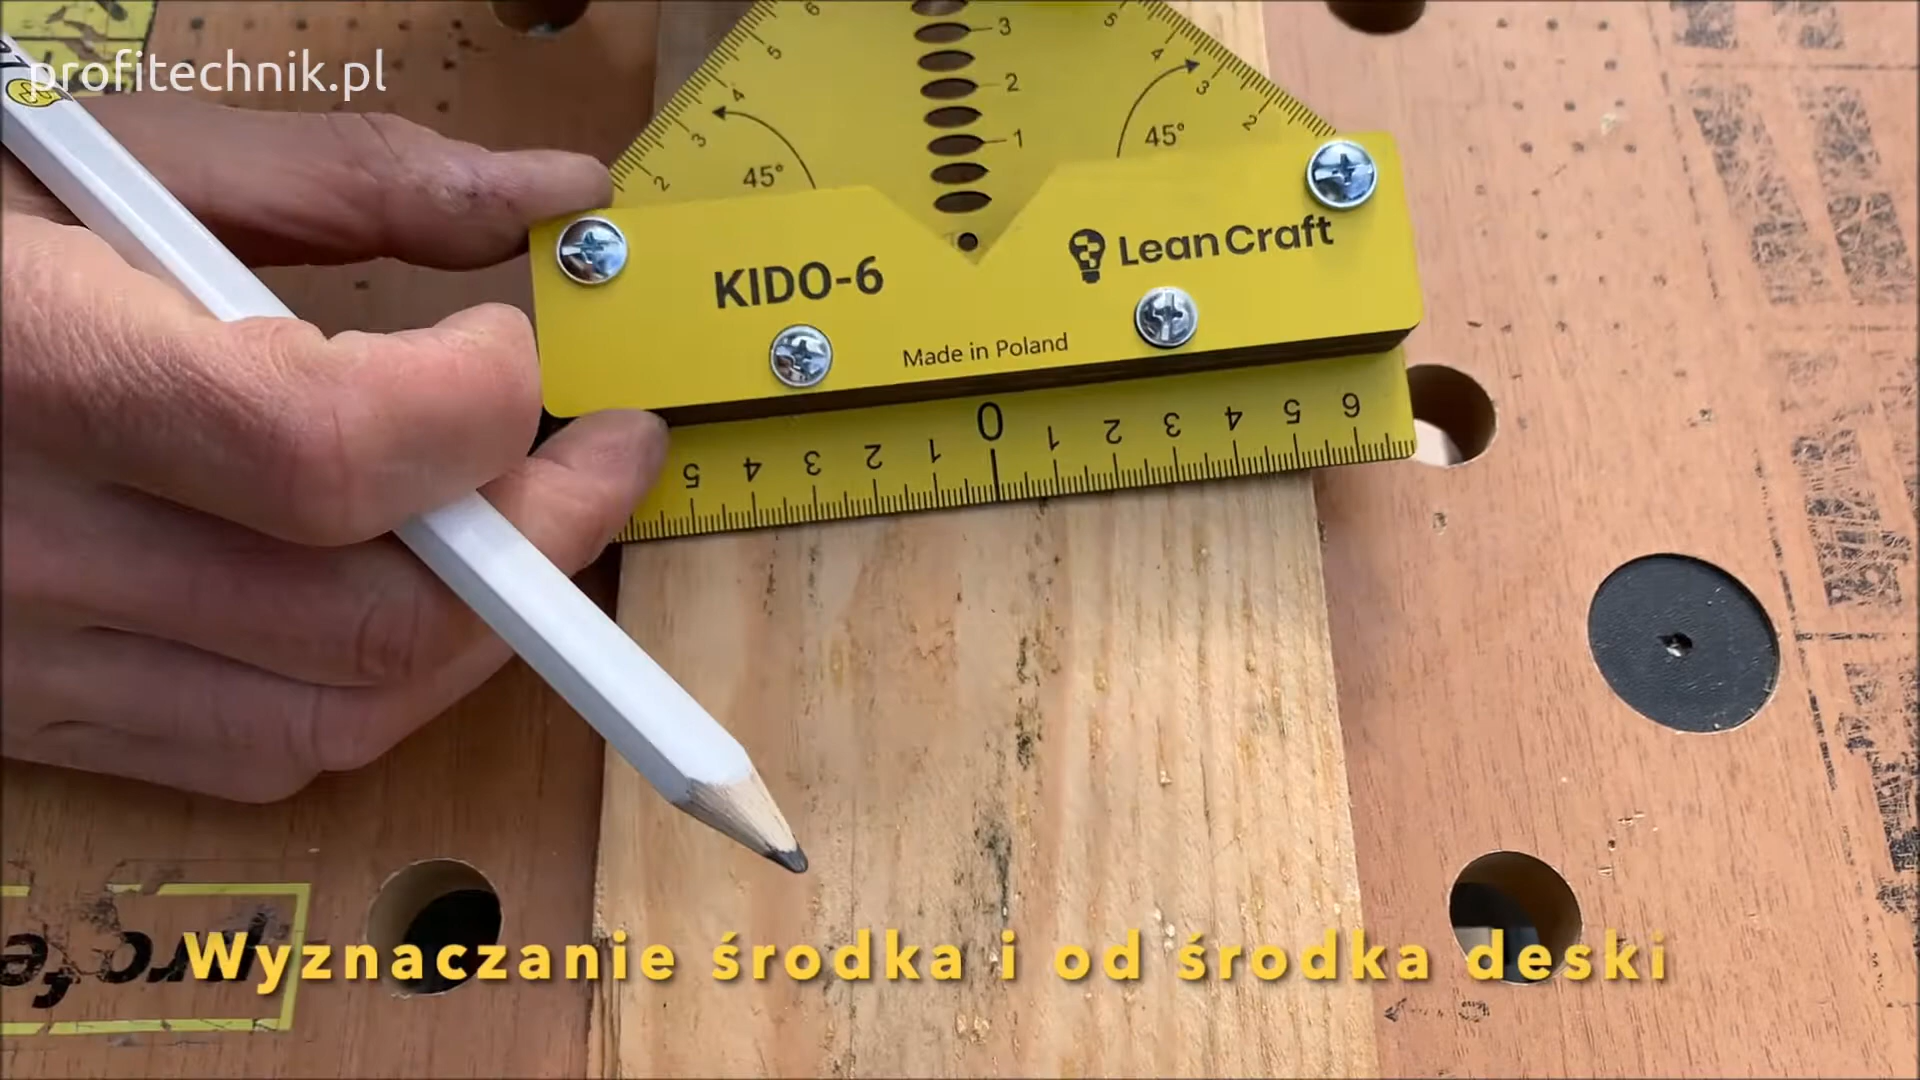 profitechnik.pl
6 5 4 3 2
45°
3
2
1
5 4 3 2
45°
KIDO-6
LeanCraft
Made in Poland
5 4 3 2 1 0 1 2 3 4 5 6
Wyznaczanie środka i od środka deski